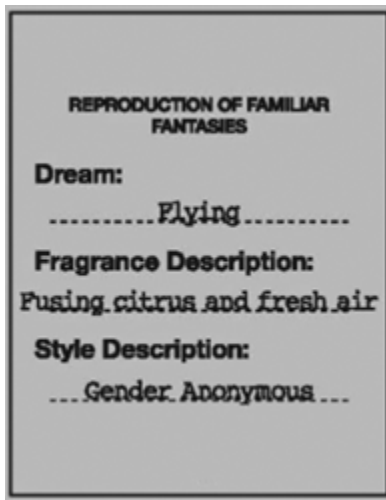 REPRODUCTION OF FAMILIAR
FANTASIES
Dream:
Flying
Fragrance Description:
Fusing citrus and fresh air
Style Description:
Gender Anonymous